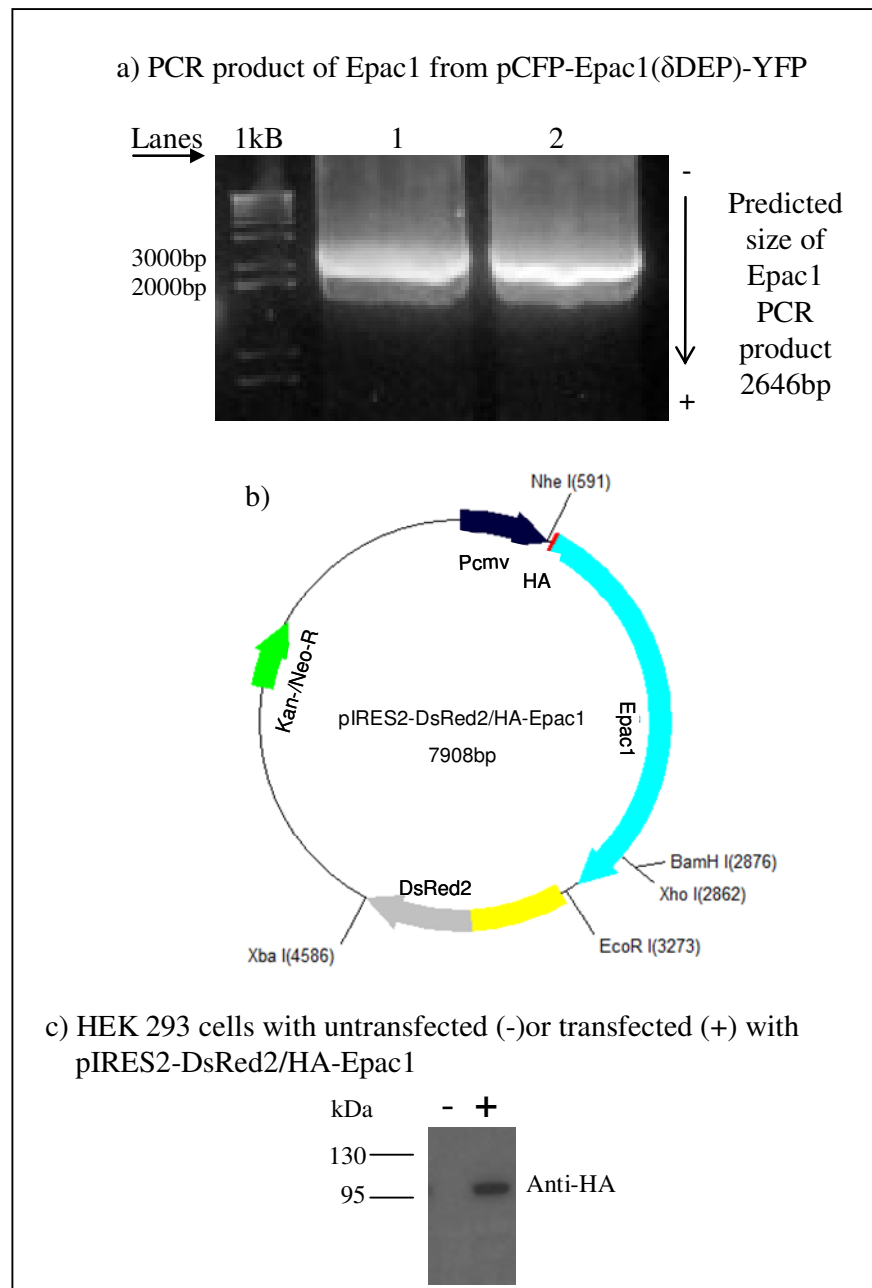 a) PCR product of Epac1 from pCFP-Epac1(δDEP)-YFP
Lanes 1kB 1 2
-
3000bp
2000bp
Predicted
size of
Epac1
PCR
product
2646bp
+
b)
Nhe I(591)
Pcmv
HA
Epac1
Kan-/Neo-R
pIRES2-DsRed2/HA-Epac1
7908bp
BamH I(2876)
Xho I(2862)
DsRed2
EcoR I(3273)
Xba I(4586)
c) HEK 293 cells with untransfected (-)or transfected (+) with
pIRES2-DsRed2/HA-Epac1
kDa - +
130
95
Anti-HA